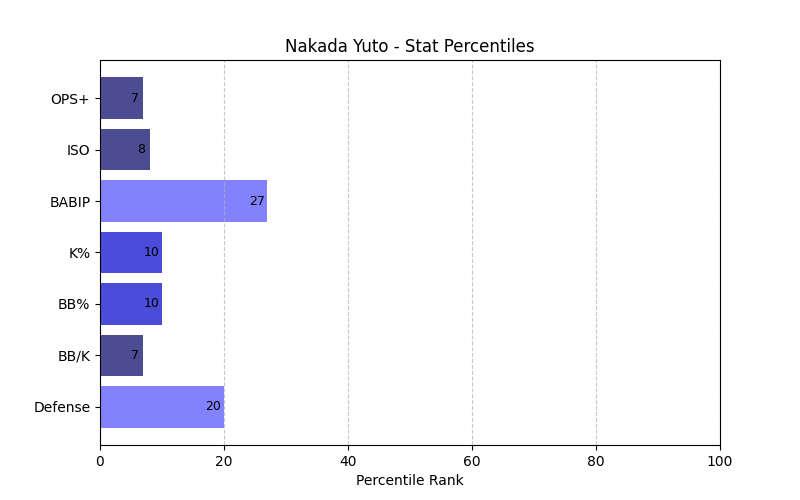 Nakada Yuto - Stat Percentiles
OPS+
7
ISO
8
BABIP
27
K%
10
BB%
10
BB/K
7
Defense
20
0
20
40
60
80
100
Percentile Rank